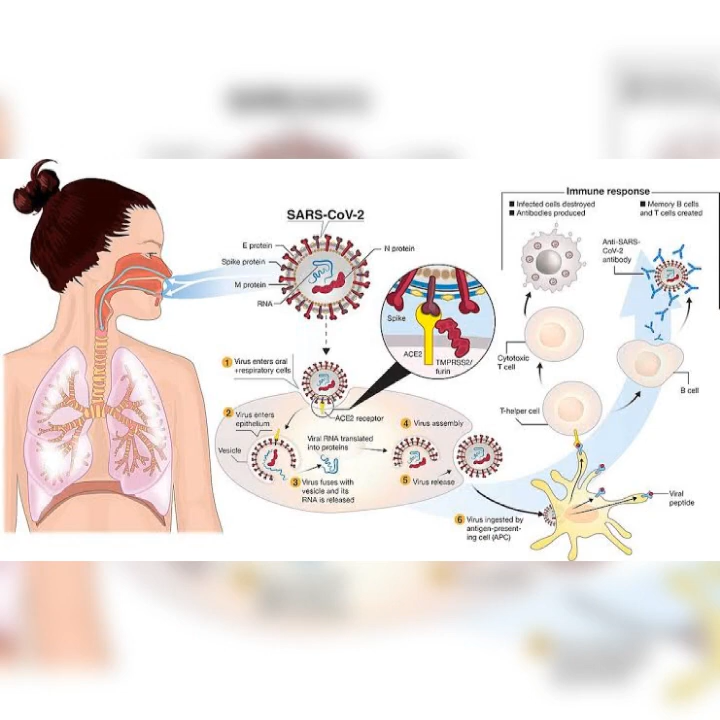 SARS-CoV-2
E protein
Spike protein
M protein
RNA
N protein
Spike
ACE2
TMPRSS2/
furin
1 Virus enters oral
+respiratory cells
ACE2 receptor
2 Virus enters
epithelium
Vesicle
Viral RNA translated
into proteins
3 Virus fuses with
vesicle and its
RNA is released
4 Virus assembly
5 Virus release
6 Virus ingested by
antigen-present-
ing cell (APC)
Immune response
Infected cells destroyed
Antibodies produced
Memory B cells
and T cells created
Anti-SARS-
CoV-2
antibody
Cytotoxic
T cell
B cell
T-helper cell
Viral
peptide